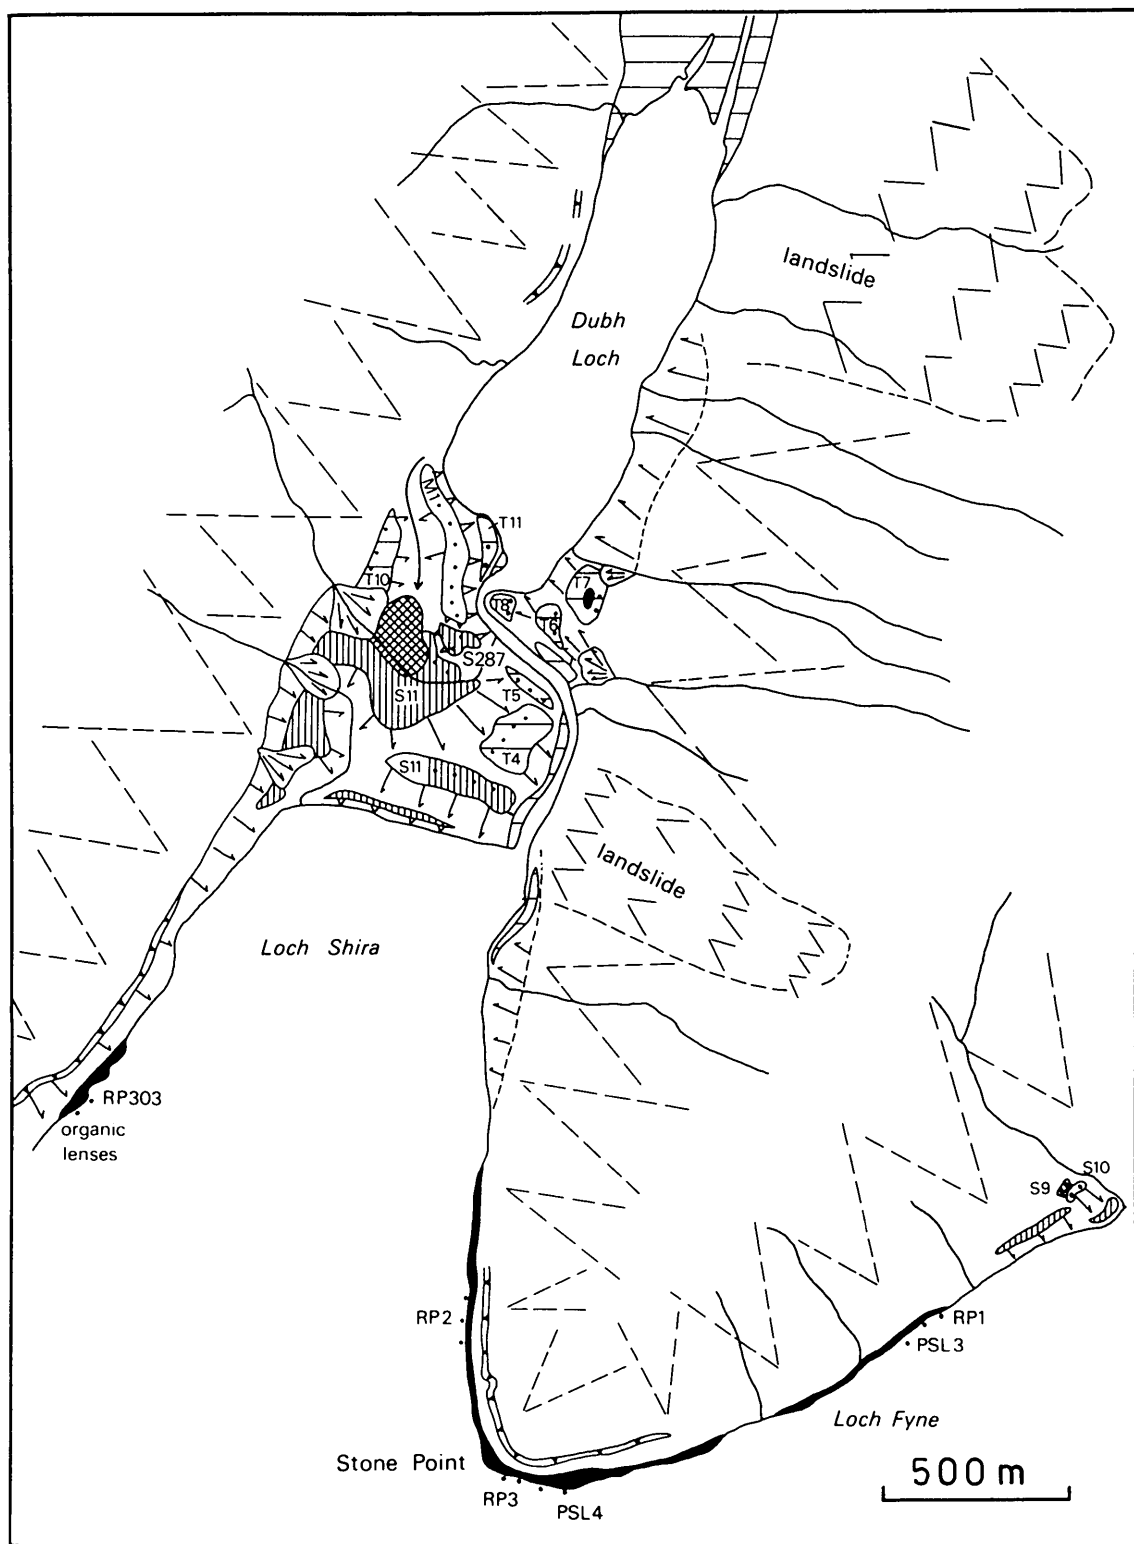 landslide
Dubh
Loch
M1
T11
T10
T7
T8
T6
S287
S11
T5
T4
S11
landslide
Loch Shira
RP303
organic
lenses
S10
S9
RP2
RP1
PSL3
Loch Fyne
Stone Point
500 m
RP3
PSL4